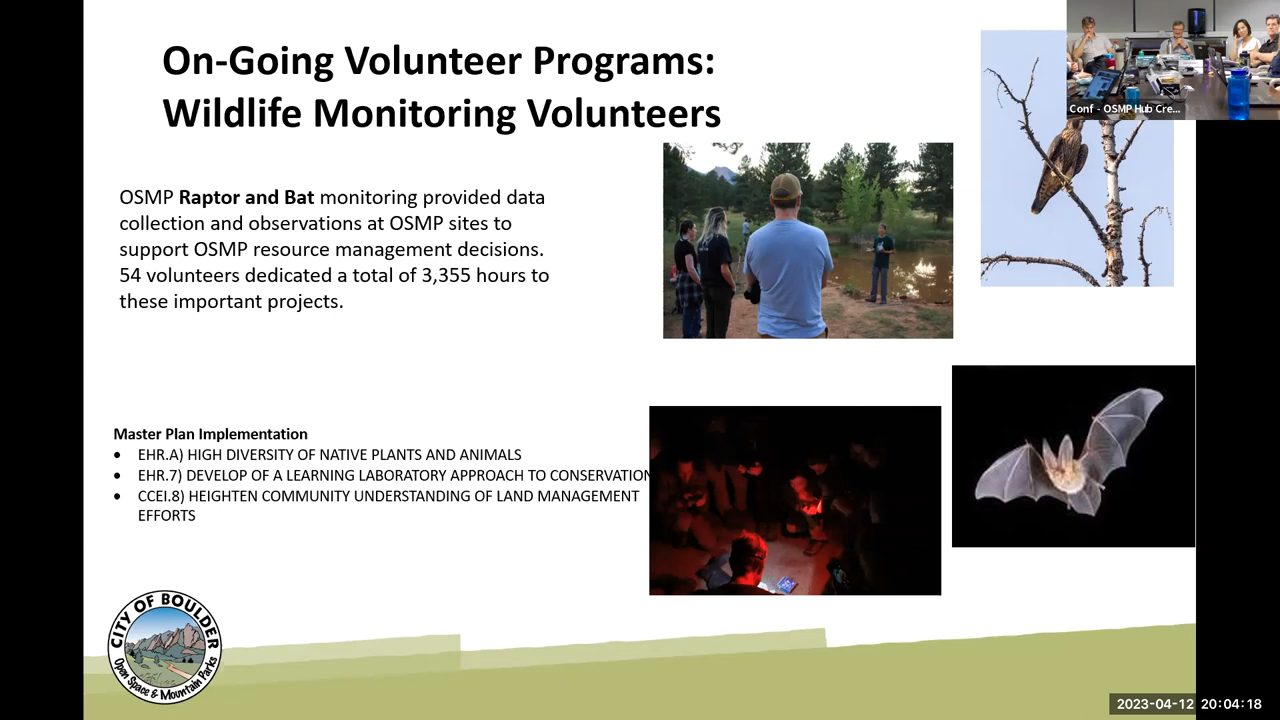 On-Going Volunteer Programs:
Wildlife Monitoring Volunteers
Conf - OSMP Hub Cre...
OSMP Raptor and Bat monitoring provided data
collection and observations at OSMP sites to
support OSMP resource management decisions.
54 volunteers dedicated a total of 3,355 hours to
these important projects.
Master Plan Implementation
• EHR.A) HIGH DIVERSITY OF NATIVE PLANTS AND ANIMALS
• EHR.7) DEVELOP OF A LEARNING LABORATORY APPROACH TO CONSERVATION
• CCEI.8) HEIGHTEN COMMUNITY UNDERSTANDING OF LAND MANAGEMENT
EFFORTS
CITY OF BOULDER
Open Space & Mountain Parks
2023-04-12 20:04:18